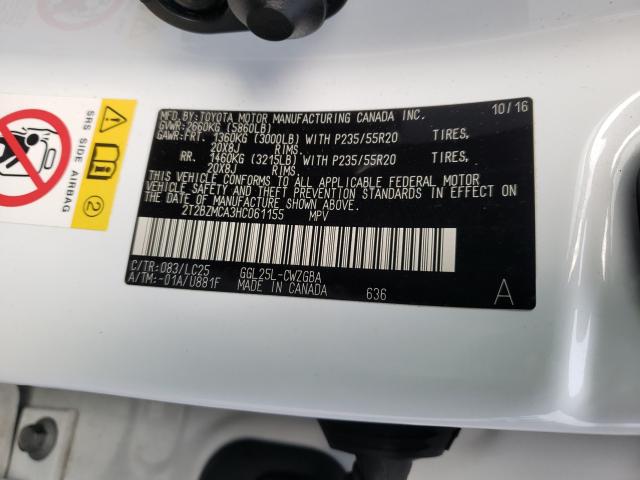 MFD. BY: TOYOTA MOTOR MANUFACTURING CANADA INC. 10/16
GVWR: 2660KG (5860LB)
GAWR: FRT. 1360KG (3000LB) WITH P235/55R20 TIRES,
20X8J RIMS.
RR. 1460KG (3215LB) WITH P235/55R20 TIRES,
20X8J RIMS.
THIS VEHICLE CONFORMS TO ALL APPLICABLE FEDERAL MOTOR
VEHICLE SAFETY AND THEFT PREVENTION STANDARDS IN EFFECT ON
THE DATE OF MANUFACTURE SHOWN ABOVE.
2T2BZMCA3HC061155 MPV
C/TR: 083/LC25 GGL25L-CWZGBA
A/TM:-01A/U881F MADE IN CANADA 636 A
SIDE AIRBAG
2